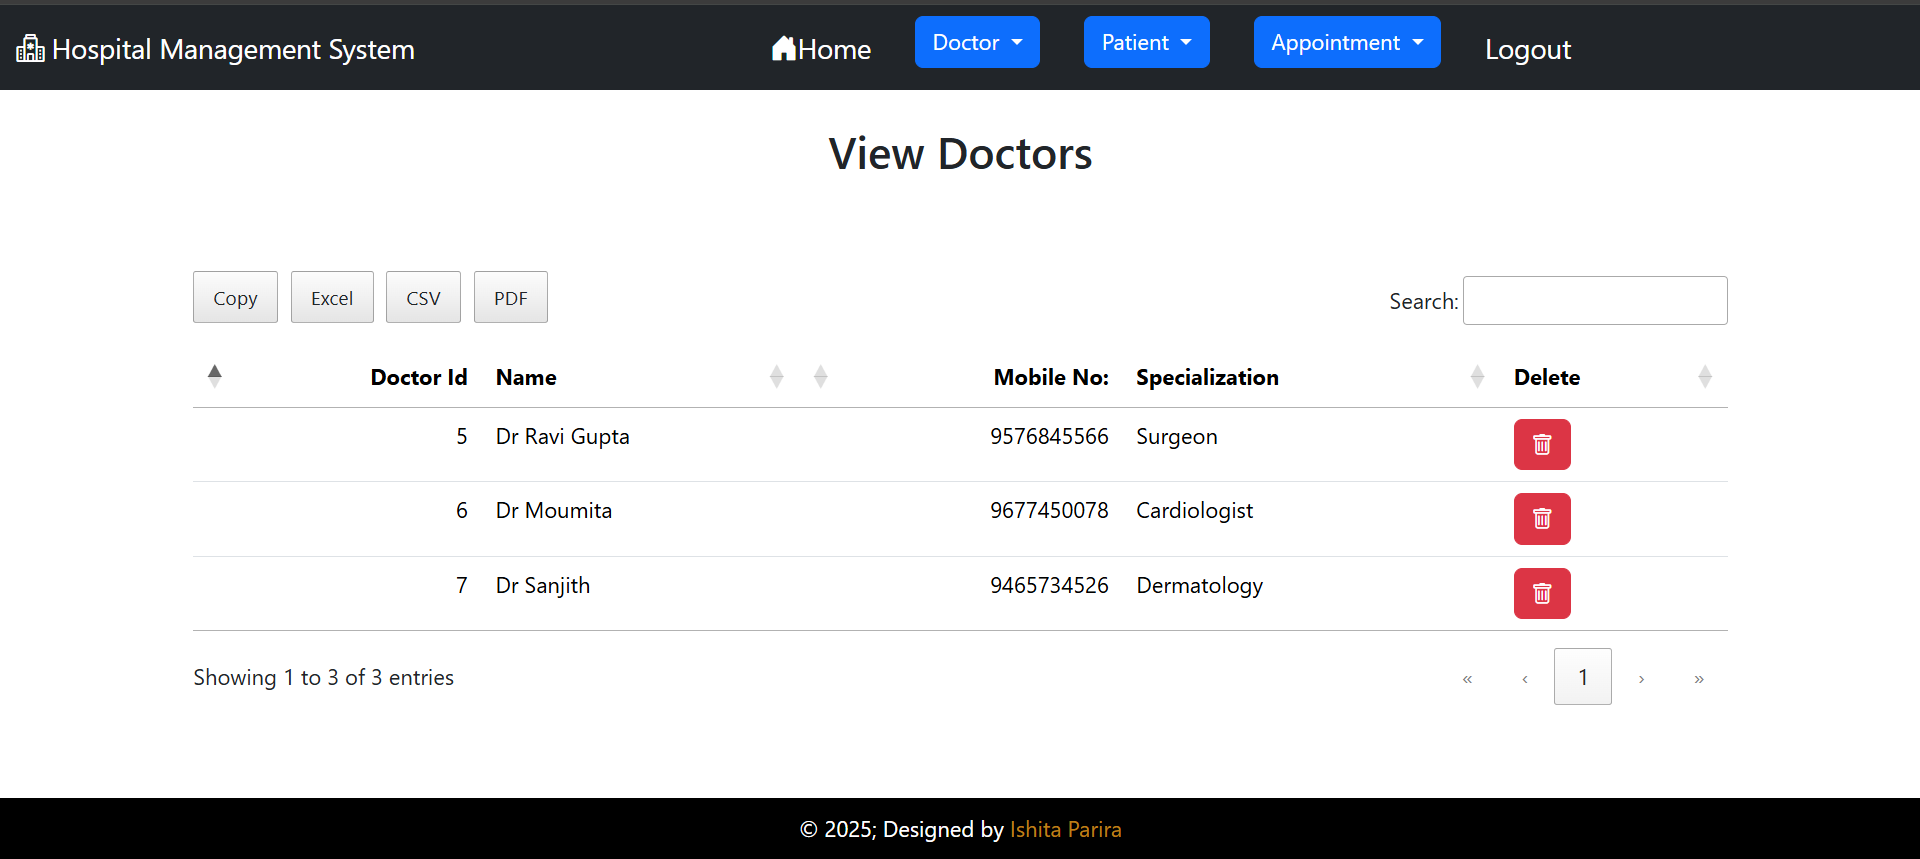 Hospital Management System Home Doctor Patient Appointment Logout
View Doctors
Copy Excel CSV PDF Search:
Doctor Id Name Mobile No: Specialization Delete
5 Dr Ravi Gupta 9576845566 Surgeon
6 Dr Moumita 9677450078 Cardiologist
7 Dr Sanjith 9465734526 Dermatology
Showing 1 to 3 of 3 entries « ‹ 1 › »
© 2025; Designed by Ishita Parira